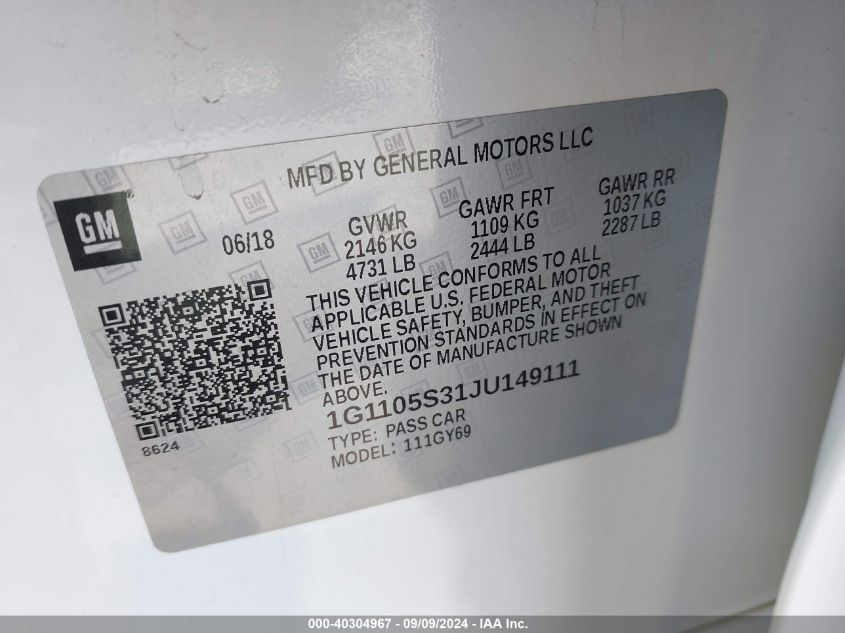 MFD BY GENERAL MOTORS LLC
GM
06/18
GVWR
2146 KG
4731 LB
GAWR FRT
1109 KG
2444 LB
GAWR RR
1037 KG
2287 LB
THIS VEHICLE CONFORMS TO ALL
APPLICABLE U.S. FEDERAL MOTOR
VEHICLE SAFETY, BUMPER, AND THEFT
PREVENTION STANDARDS IN EFFECT ON
THE DATE OF MANUFACTURE SHOWN
ABOVE.
1G1105S31JU149111
TYPE: PASS CAR
MODEL: 111GY69
8624
000-40304967 - 09/09/2024 - IAA Inc.